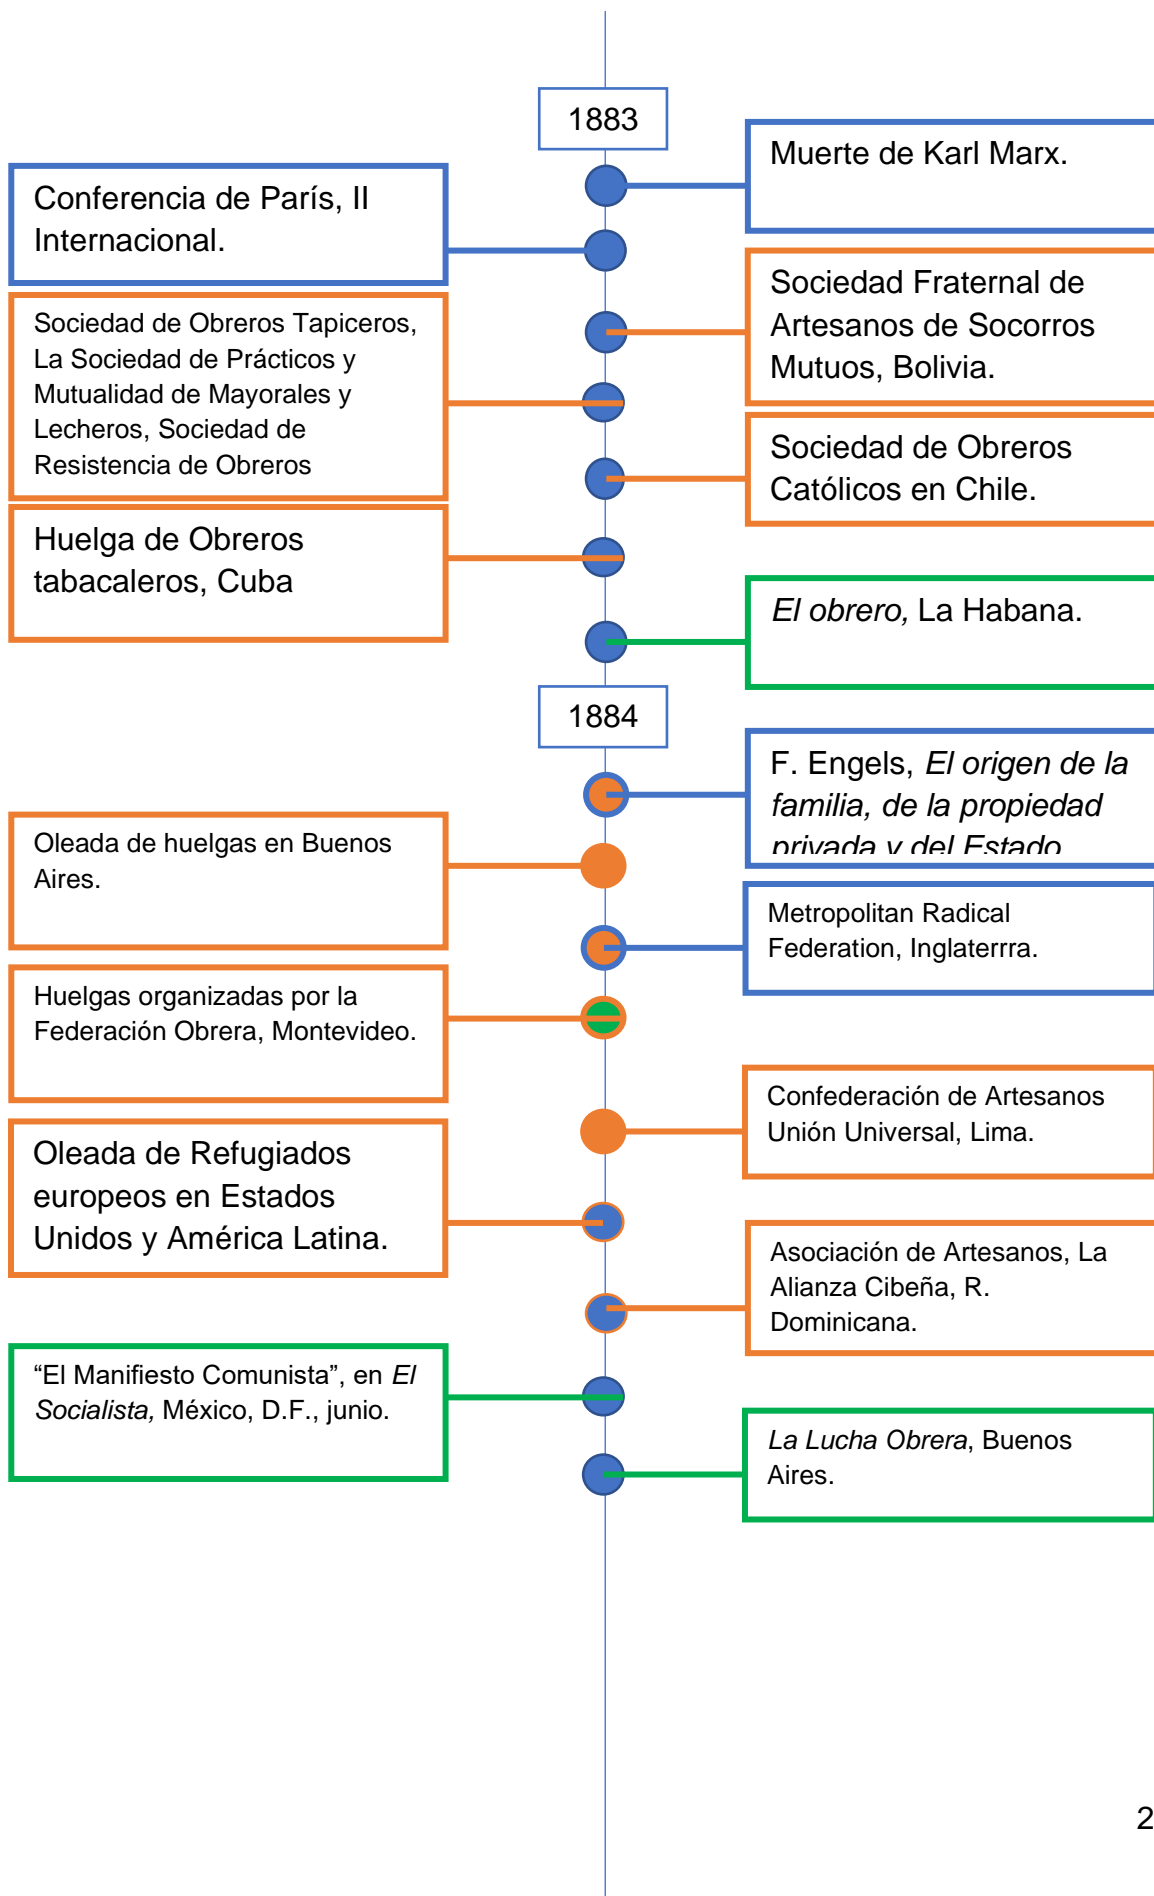 1883
Muerte de Karl Marx.
Conferencia de París, II
Internacional.
Sociedad Fraternal de
Artesanos de Socorros
Mutuos, Bolivia.
Sociedad de Obreros Tapiceros,
La Sociedad de Prácticos y
Mutualidad de Mayorales y
Lecheros, Sociedad de
Resistencia de Obreros
Sociedad de Obreros
Católicos en Chile.
Huelga de Obreros
tabacaleros, Cuba
El obrero, La Habana.
1884
F. Engels, El origen de la
familia, de la propiedad
privada y del Estado
Oleada de huelgas en Buenos
Aires.
Metropolitan Radical
Federation, Inglaterrra.
Huelgas organizadas por la
Federación Obrera, Montevideo.
Confederación de Artesanos
Unión Universal, Lima.
Oleada de Refugiados
europeos en Estados
Unidos y América Latina.
Asociación de Artesanos, La
Alianza Cibeña, R.
Dominicana.
“El Manifiesto Comunista”, en El
Socialista, México, D.F., junio.
La Lucha Obrera, Buenos
Aires.
2